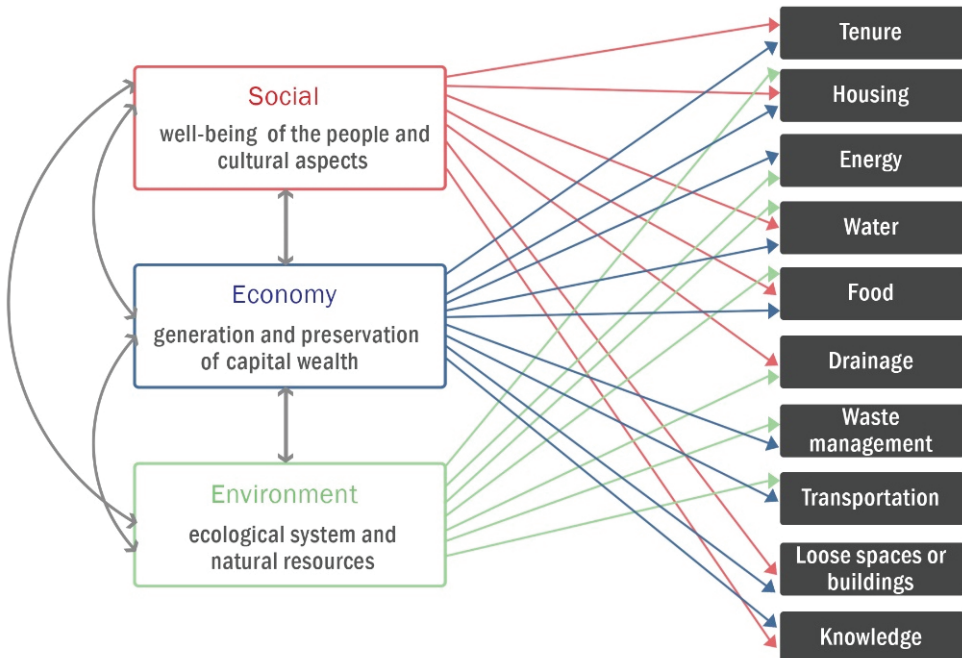 Social
well-being of the people and
cultural aspects
Economy
generation and preservation
of capital wealth
Environment
ecological system and
natural resources
Tenure
Housing
Energy
Water
Food
Drainage
Waste
management
Transportation
Loose spaces or
buildings
Knowledge